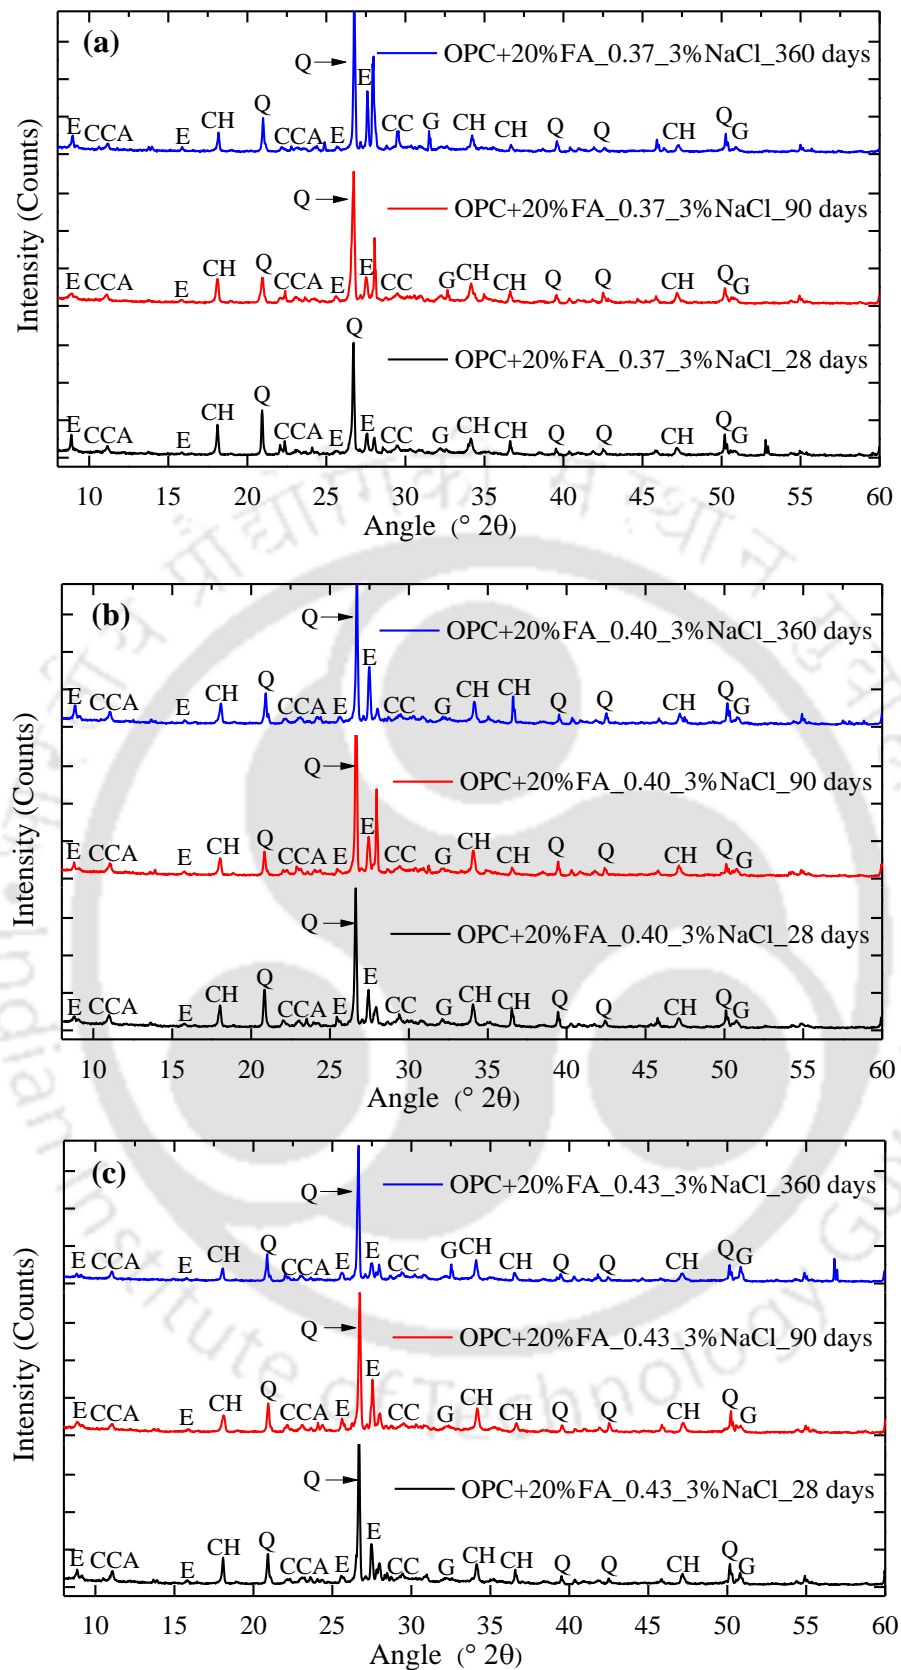 (a)
OPC+20%FA_0.37_3%NaCl_360 days
Q E
E CCA E CH Q CCA E CC G CH CH Q Q CH Q G
OPC+20%FA_0.37_3%NaCl_90 days
Q
E CCA E CH Q CCA E E CC G CH CH Q Q CH Q G
OPC+20%FA_0.37_3%NaCl_28 days
Q
E CCA E CH Q CCA E E CC G CH CH Q Q CH Q G
Intensity (Counts)
10 15 20 25 30 35 40 45 50 55 60
Angle (° 2θ)
(b)
OPC+20%FA_0.40_3%NaCl_360 days
Q
E CCA E CH Q CCA E E CC G CH CH Q Q CH Q G
OPC+20%FA_0.40_3%NaCl_90 days
Q
E CCA E CH Q CCA E E CC G CH CH Q Q CH Q G
OPC+20%FA_0.40_3%NaCl_28 days
Q
E CCA E CH Q CCA E E CC G CH CH Q Q CH Q G
Intensity (Counts)
10 15 20 25 30 35 40 45 50 55 60
Angle (° 2θ)
(c)
OPC+20%FA_0.43_3%NaCl_360 days
Q
E CCA E CH Q CCA E E CC G CH CH Q Q CH Q G
OPC+20%FA_0.43_3%NaCl_90 days
Q
E CCA E CH Q CCA E E CC G CH CH Q Q CH Q G
OPC+20%FA_0.43_3%NaCl_28 days
Q
E CCA E CH Q CCA E E CC G CH CH Q Q CH Q G
Intensity (Counts)
10 15 20 25 30 35 40 45 50 55 60
Angle (° 2θ)
Indian Institute of Technology